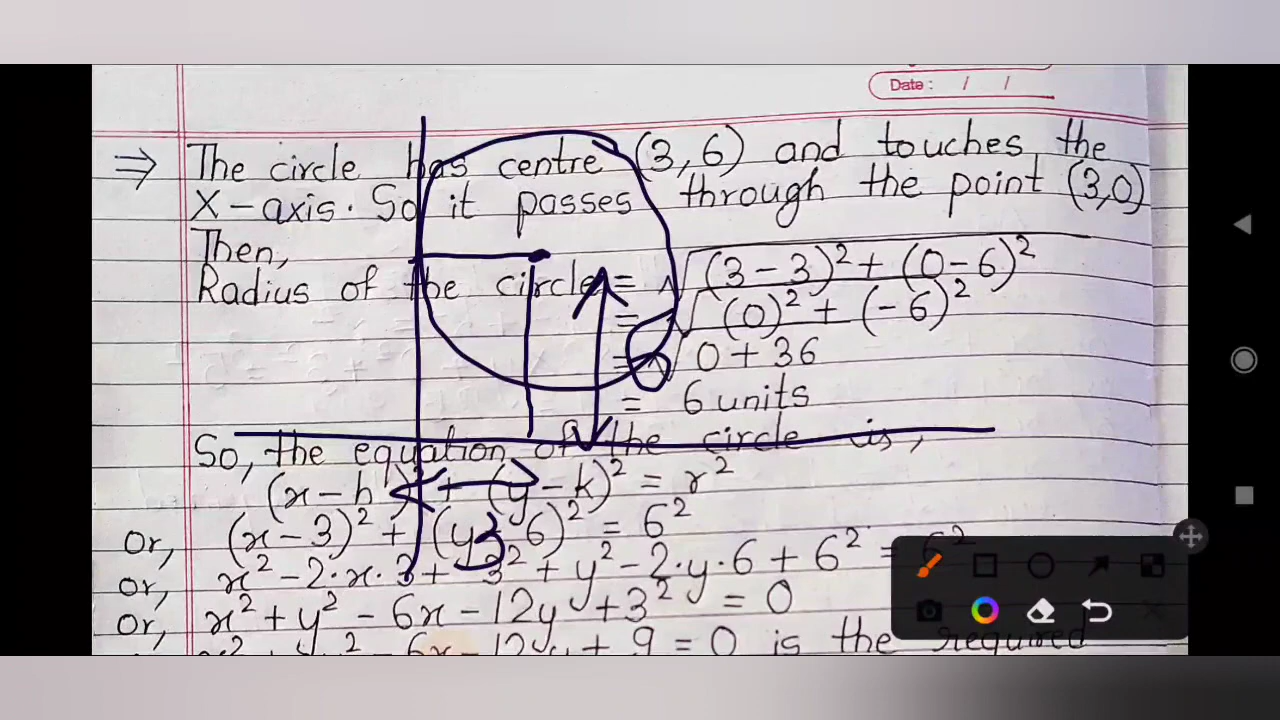 Date : / /
⇒ The circle has centre (3,6) and touches the
X-axis. So it passes through the point (3,0)
Then,
Radius of the circle = √(3-3)² + (0-6)²
= √(0)² + (-6)²
= √0 + 36
= 6 units
6
So, the equation of the circle is,
(x-h)² + (y-k)² = r²
Or, (x-3)² + (y-6)² = 6²
3
or, x² - 2·x·3 + 3² + y² - 2·y·6 + 6² = 6²
Or, x² + y² - 6x - 12y + 3² = 0
x² + y² - 6x - 12y + 9 = 0 is the required